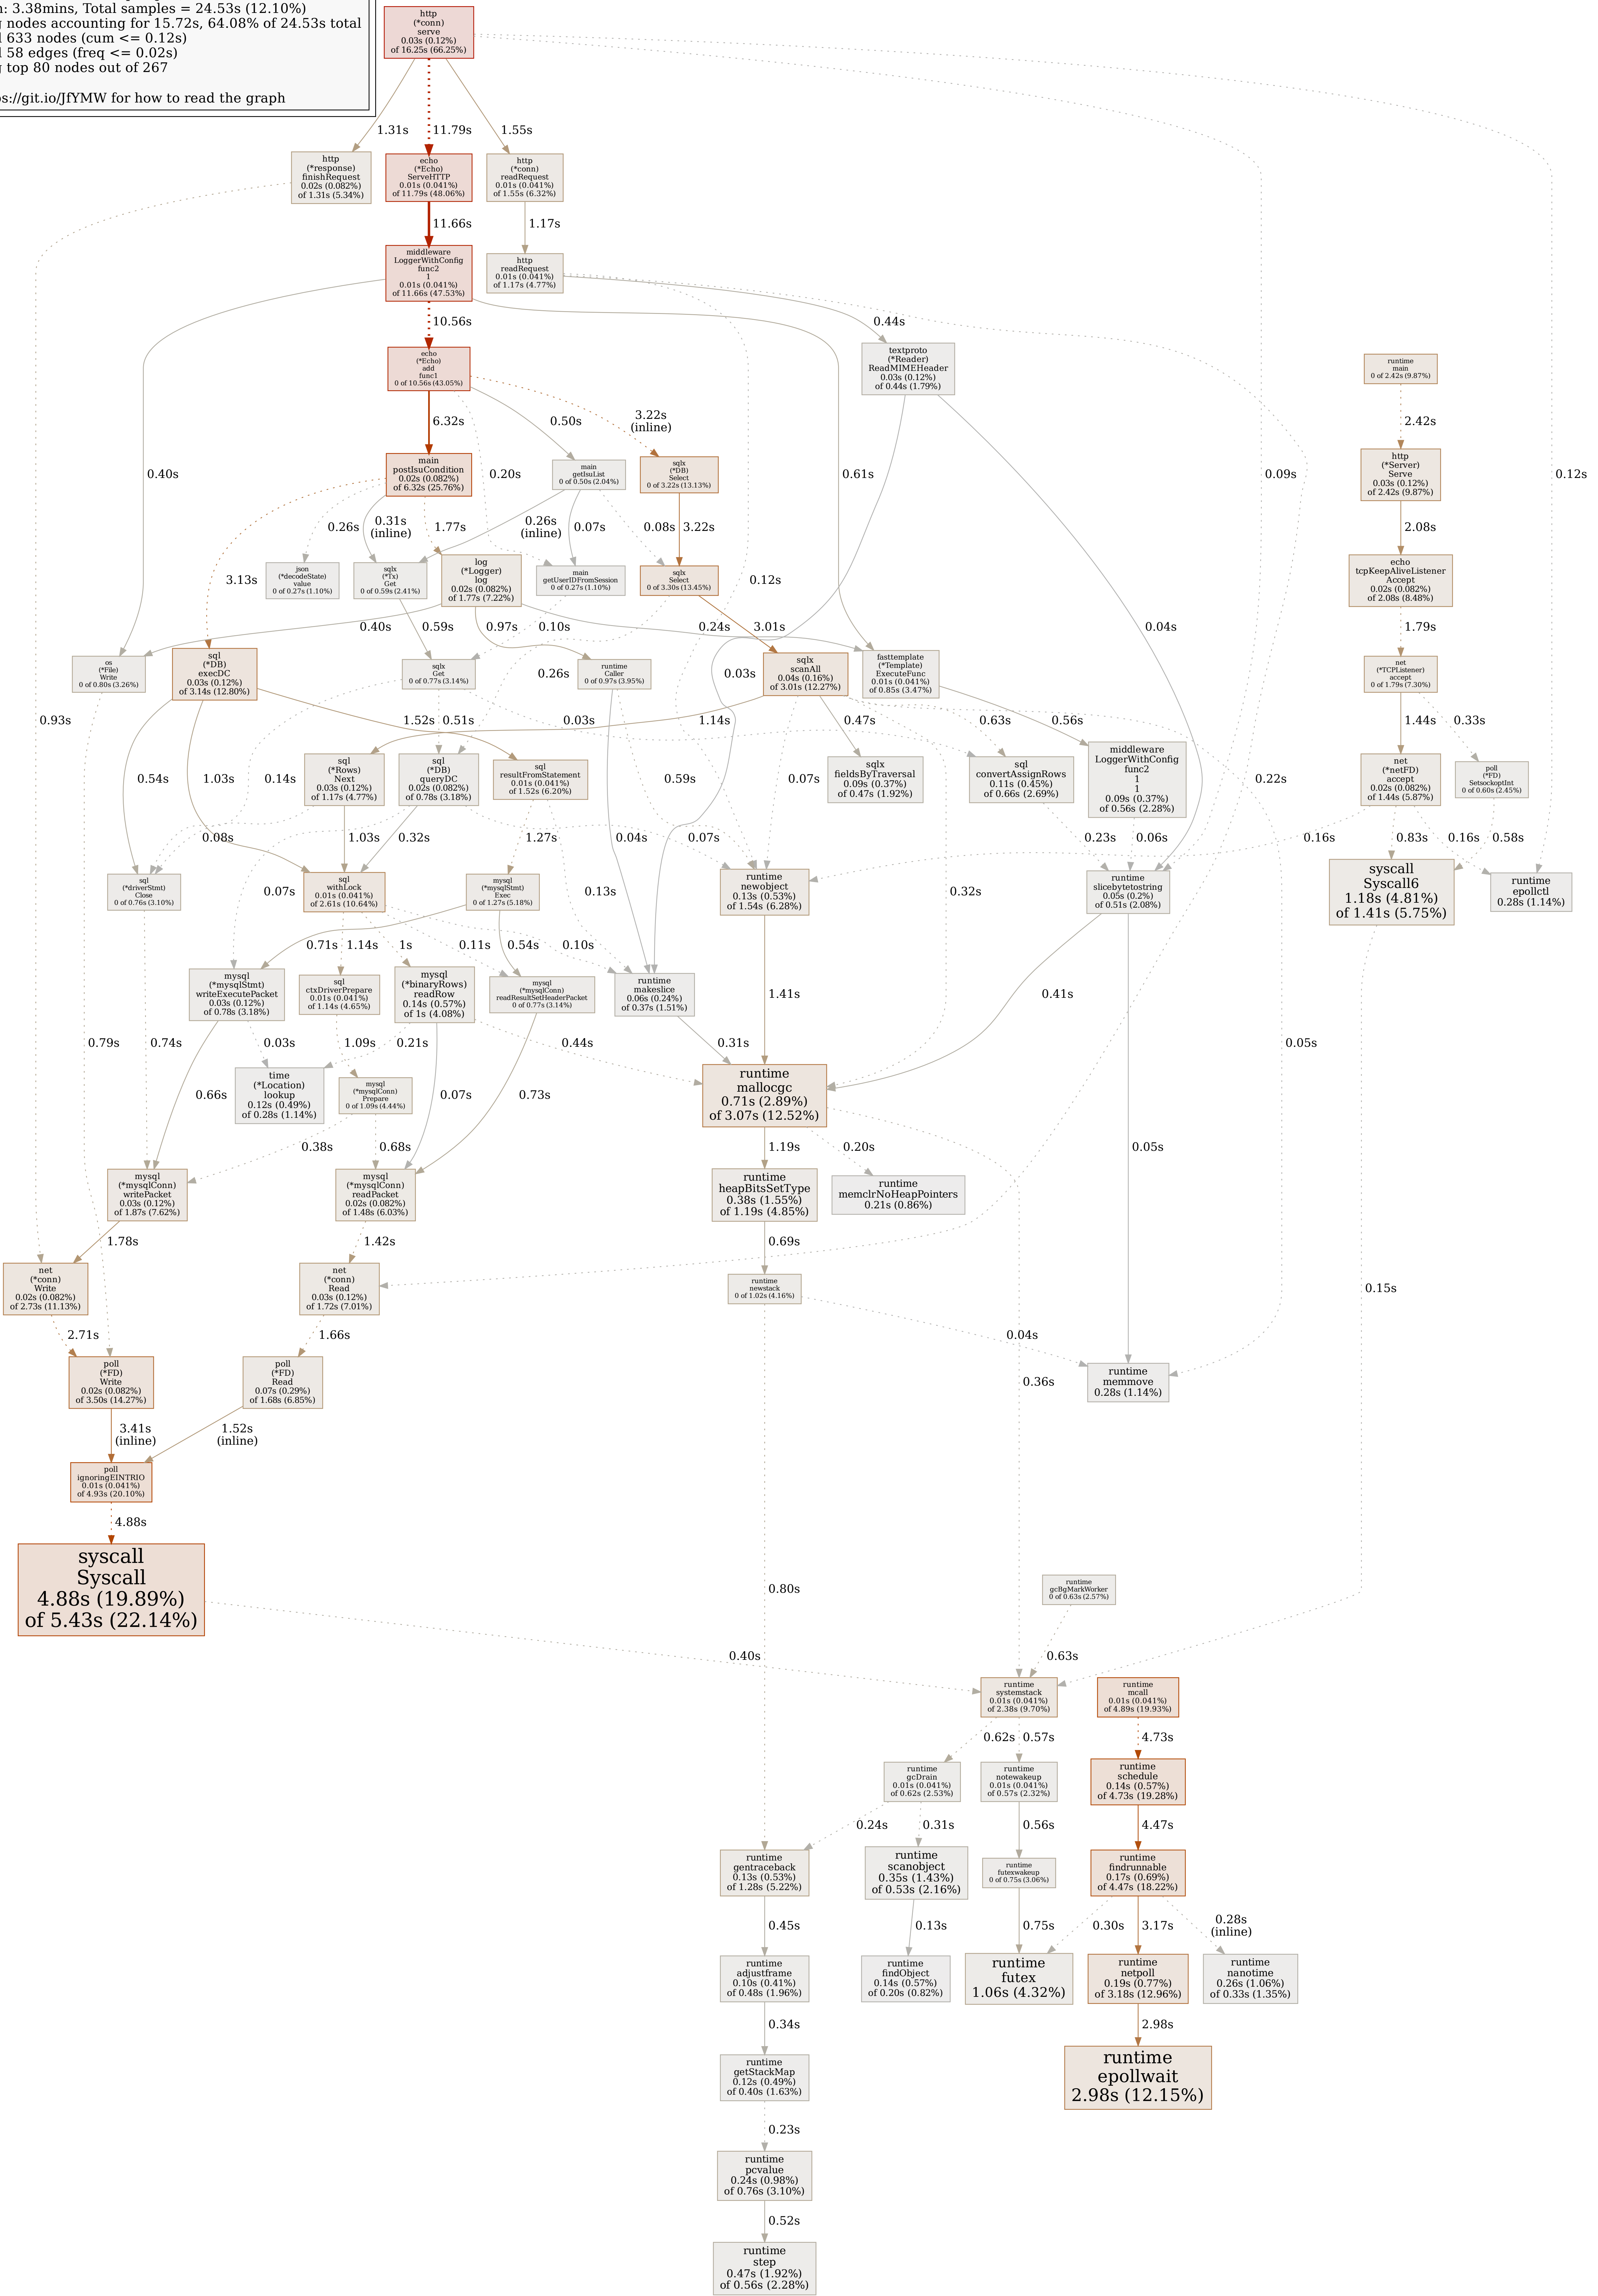 n: 3.38mins, Total samples = 24.53s (12.10%)
nodes accounting for 15.72s, 64.08% of 24.53s total
633 nodes (cum <= 0.12s)
58 edges (freq <= 0.02s)
top 80 nodes out of 267
s://git.io/JfYMW for how to read the graph
http
(*conn)
serve
0.03s (0.12%)
of 16.25s (66.25%)
1.31s
11.79s
1.55s
http
(*response)
finishRequest
0.02s (0.082%)
of 1.31s (5.34%)
echo
(*Echo)
ServeHTTP
0.01s (0.041%)
of 11.79s (48.06%)
http
(*conn)
readRequest
0.01s (0.041%)
of 1.55s (6.32%)
11.66s
1.17s
middleware
LoggerWithConfig
func2
1
0.01s (0.041%)
of 11.66s (47.53%)
http
readRequest
0.01s (0.041%)
of 1.17s (4.77%)
10.56s
0.44s
echo
(*Echo)
add
func1
0 of 10.56s (43.05%)
textproto
(*Reader)
ReadMIMEHeader
0.03s (0.12%)
of 0.44s (1.79%)
runtime
main
0 of 2.42s (9.87%)
6.32s
0.50s
3.22s
(inline)
2.42s
main
postIsuCondition
0.02s (0.082%)
of 6.32s (25.76%)
main
getIsuList
0 of 0.50s (2.04%)
sqlx
(*DB)
Select
0 of 3.22s (13.13%)
http
(*Server)
Serve
0.03s (0.12%)
of 2.42s (9.87%)
0.40s
0.20s
0.61s
0.09s
0.12s
0.26s
0.31s
(inline)
1.77s
0.26s
(inline)
0.07s
0.08s
3.22s
2.08s
json
(*decodeState)
value
0 of 0.27s (1.10%)
sqlx
(*Tx)
Get
0 of 0.59s (2.41%)
log
(*Logger)
log
0.02s (0.082%)
of 1.77s (7.22%)
main
getUserIDFromSession
0 of 0.27s (1.10%)
sqlx
Select
0 of 3.30s (13.45%)
echo
tcpKeepAliveListener
Accept
0.02s (0.082%)
of 2.08s (8.48%)
3.13s
0.12s
0.40s
0.59s
0.97s
0.10s
0.24s
3.01s
0.04s
1.79s
os
(*File)
Write
0 of 0.80s (3.26%)
sql
(*DB)
execDC
0.03s (0.12%)
of 3.14s (12.80%)
sqlx
Get
0 of 0.77s (3.14%)
0.26s
runtime
Caller
0 of 0.97s (3.95%)
0.03s
sqlx
scanAll
0.04s (0.16%)
of 3.01s (12.27%)
fasttemplate
(*Template)
ExecuteFunc
0.01s (0.041%)
of 0.85s (3.47%)
net
(*TCPListener)
accept
0 of 1.79s (7.30%)
0.93s
1.52s
0.51s
0.03s
1.14s
0.47s
0.63s
0.56s
1.44s
0.33s
0.54s
1.03s
0.14s
sql
(*Rows)
Next
0.03s (0.12%)
of 1.17s (4.77%)
sql
(*DB)
queryDC
0.02s (0.082%)
of 0.78s (3.18%)
sql
resultFromStatement
0.01s (0.041%)
of 1.52s (6.20%)
0.59s
0.07s
sqlx
fieldsByTraversal
0.09s (0.37%)
of 0.47s (1.92%)
sql
convertAssignRows
0.11s (0.45%)
of 0.66s (2.69%)
middleware
LoggerWithConfig
func2
1
1
0.09s (0.37%)
of 0.56s (2.28%)
0.22s
net
(*netFD)
accept
0.02s (0.082%)
of 1.44s (5.87%)
poll
(*FD)
SetsockoptInt
0 of 0.60s (2.45%)
0.08s
1.03s
0.32s
1.27s
0.04s
0.07s
0.23s
0.06s
0.16s
0.83s
0.16s
0.58s
sql
(*driverStmt)
Close
0 of 0.76s (3.10%)
0.07s
sql
withLock
0.01s (0.041%)
of 2.61s (10.64%)
mysql
(*mysqlStmt)
Exec
0 of 1.27s (5.18%)
0.13s
runtime
newobject
0.13s (0.53%)
of 1.54s (6.28%)
0.32s
runtime
slicebytetostring
0.05s (0.2%)
of 0.51s (2.08%)
syscall
Syscall6
1.18s (4.81%)
of 1.41s (5.75%)
runtime
epollctl
0.28s (1.14%)
0.71s
1.14s
1s
0.11s
0.54s
0.10s
mysql
(*mysqlStmt)
writeExecutePacket
0.03s (0.12%)
of 0.78s (3.18%)
sql
ctxDriverPrepare
0.01s (0.041%)
of 1.14s (4.65%)
mysql
(*binaryRows)
readRow
0.14s (0.57%)
of 1s (4.08%)
mysql
(*mysqlConn)
readResultSetHeaderPacket
0 of 0.77s (3.14%)
runtime
makeslice
0.06s (0.24%)
of 0.37s (1.51%)
1.41s
0.41s
0.79s
0.74s
0.03s
1.09s
0.21s
0.44s
0.31s
0.05s
0.66s
time
(*Location)
lookup
0.12s (0.49%)
of 0.28s (1.14%)
mysql
(*mysqlConn)
Prepare
0 of 1.09s (4.44%)
0.07s
0.73s
runtime
mallocgc
0.71s (2.89%)
of 3.07s (12.52%)
0.38s
0.68s
1.19s
0.20s
0.05s
mysql
(*mysqlConn)
writePacket
0.03s (0.12%)
of 1.87s (7.62%)
mysql
(*mysqlConn)
readPacket
0.02s (0.082%)
of 1.48s (6.03%)
runtime
heapBitsSetType
0.38s (1.55%)
of 1.19s (4.85%)
runtime
memclrNoHeapPointers
0.21s (0.86%)
1.78s
1.42s
0.69s
net
(*conn)
Write
0.02s (0.082%)
of 2.73s (11.13%)
net
(*conn)
Read
0.03s (0.12%)
of 1.72s (7.01%)
runtime
newstack
0 of 1.02s (4.16%)
0.15s
2.71s
1.66s
0.04s
poll
(*FD)
Write
0.02s (0.082%)
of 3.50s (14.27%)
poll
(*FD)
Read
0.07s (0.29%)
of 1.68s (6.85%)
0.36s
runtime
memmove
0.28s (1.14%)
3.41s
(inline)
1.52s
(inline)
poll
ignoringEINTRIO
0.01s (0.041%)
of 4.93s (20.10%)
4.88s
syscall
Syscall
4.88s (19.89%)
of 5.43s (22.14%)
0.80s
runtime
gcBgMarkWorker
0 of 0.63s (2.57%)
0.40s
0.63s
runtime
systemstack
0.01s (0.041%)
of 2.38s (9.70%)
runtime
mcall
0.01s (0.041%)
of 4.89s (19.93%)
0.62s
0.57s
4.73s
runtime
gcDrain
0.01s (0.041%)
of 0.62s (2.53%)
runtime
notewakeup
0.01s (0.041%)
of 0.57s (2.32%)
runtime
schedule
0.14s (0.57%)
of 4.73s (19.28%)
0.24s
0.31s
0.56s
4.47s
runtime
gentraceback
0.13s (0.53%)
of 1.28s (5.22%)
runtime
scanobject
0.35s (1.43%)
of 0.53s (2.16%)
runtime
futexwakeup
0 of 0.75s (3.06%)
runtime
findrunnable
0.17s (0.69%)
of 4.47s (18.22%)
0.45s
0.13s
0.75s
0.30s
3.17s
0.28s
(inline)
runtime
adjustframe
0.10s (0.41%)
of 0.48s (1.96%)
runtime
findObject
0.14s (0.57%)
of 0.20s (0.82%)
runtime
futex
1.06s (4.32%)
runtime
netpoll
0.19s (0.77%)
of 3.18s (12.96%)
runtime
nanotime
0.26s (1.06%)
of 0.33s (1.35%)
0.34s
2.98s
runtime
getStackMap
0.12s (0.49%)
of 0.40s (1.63%)
runtime
epollwait
2.98s (12.15%)
0.23s
runtime
pcvalue
0.24s (0.98%)
of 0.76s (3.10%)
0.52s
runtime
step
0.47s (1.92%)
of 0.56s (2.28%)